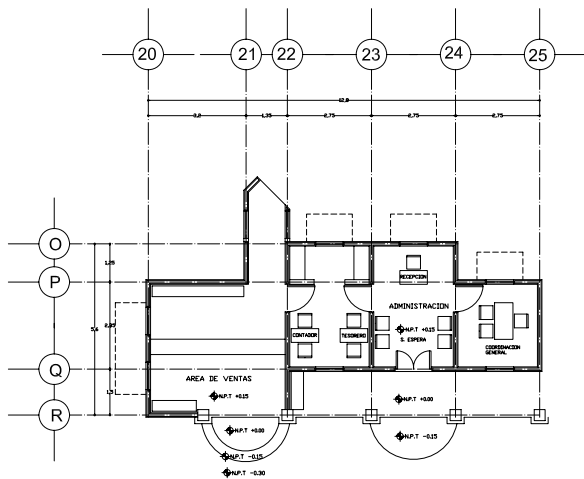 20 21 22 23 24 25
12,8
3,2 1,35 2,75 2,75 2,75
O
P
Q
R
1,25
5,6
2,85
1,5
RECEPCION
ADMINISTRACION
N.P.T +0.15
S. ESPERA
CONTADOR
TESORERO
COORDINACION
GENERAL
AREA DE VENTAS
N.P.T +0.15
N.P.T +0.00
N.P.T +0.00
N.P.T -0.15
N.P.T -0.15
N.P.T -0.30